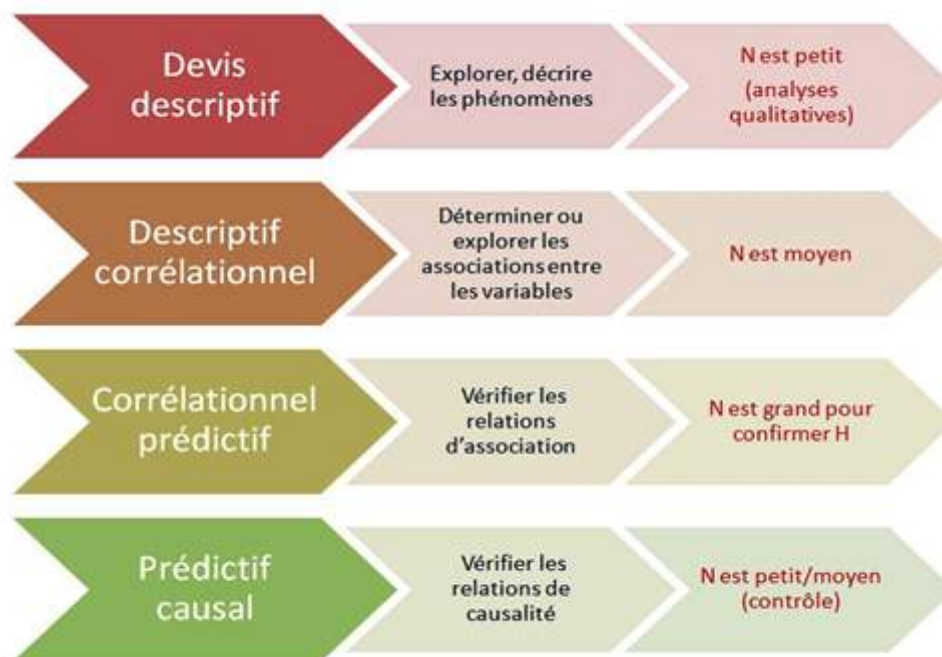 Devis
descriptif
Explorer, décrire
les phénomènes
N est petit
(analyses
qualitatives)
Descriptif
corrélationnel
Déterminer ou
explorer les
associations entre
les variables
N est moyen
Corrélationnel
prédictif
Vérifier les
relations
d'association
N est grand pour
confirmer H
Prédictif
causal
Vérifier les
relations de
causalité
N est petit/moyen
(contrôle)